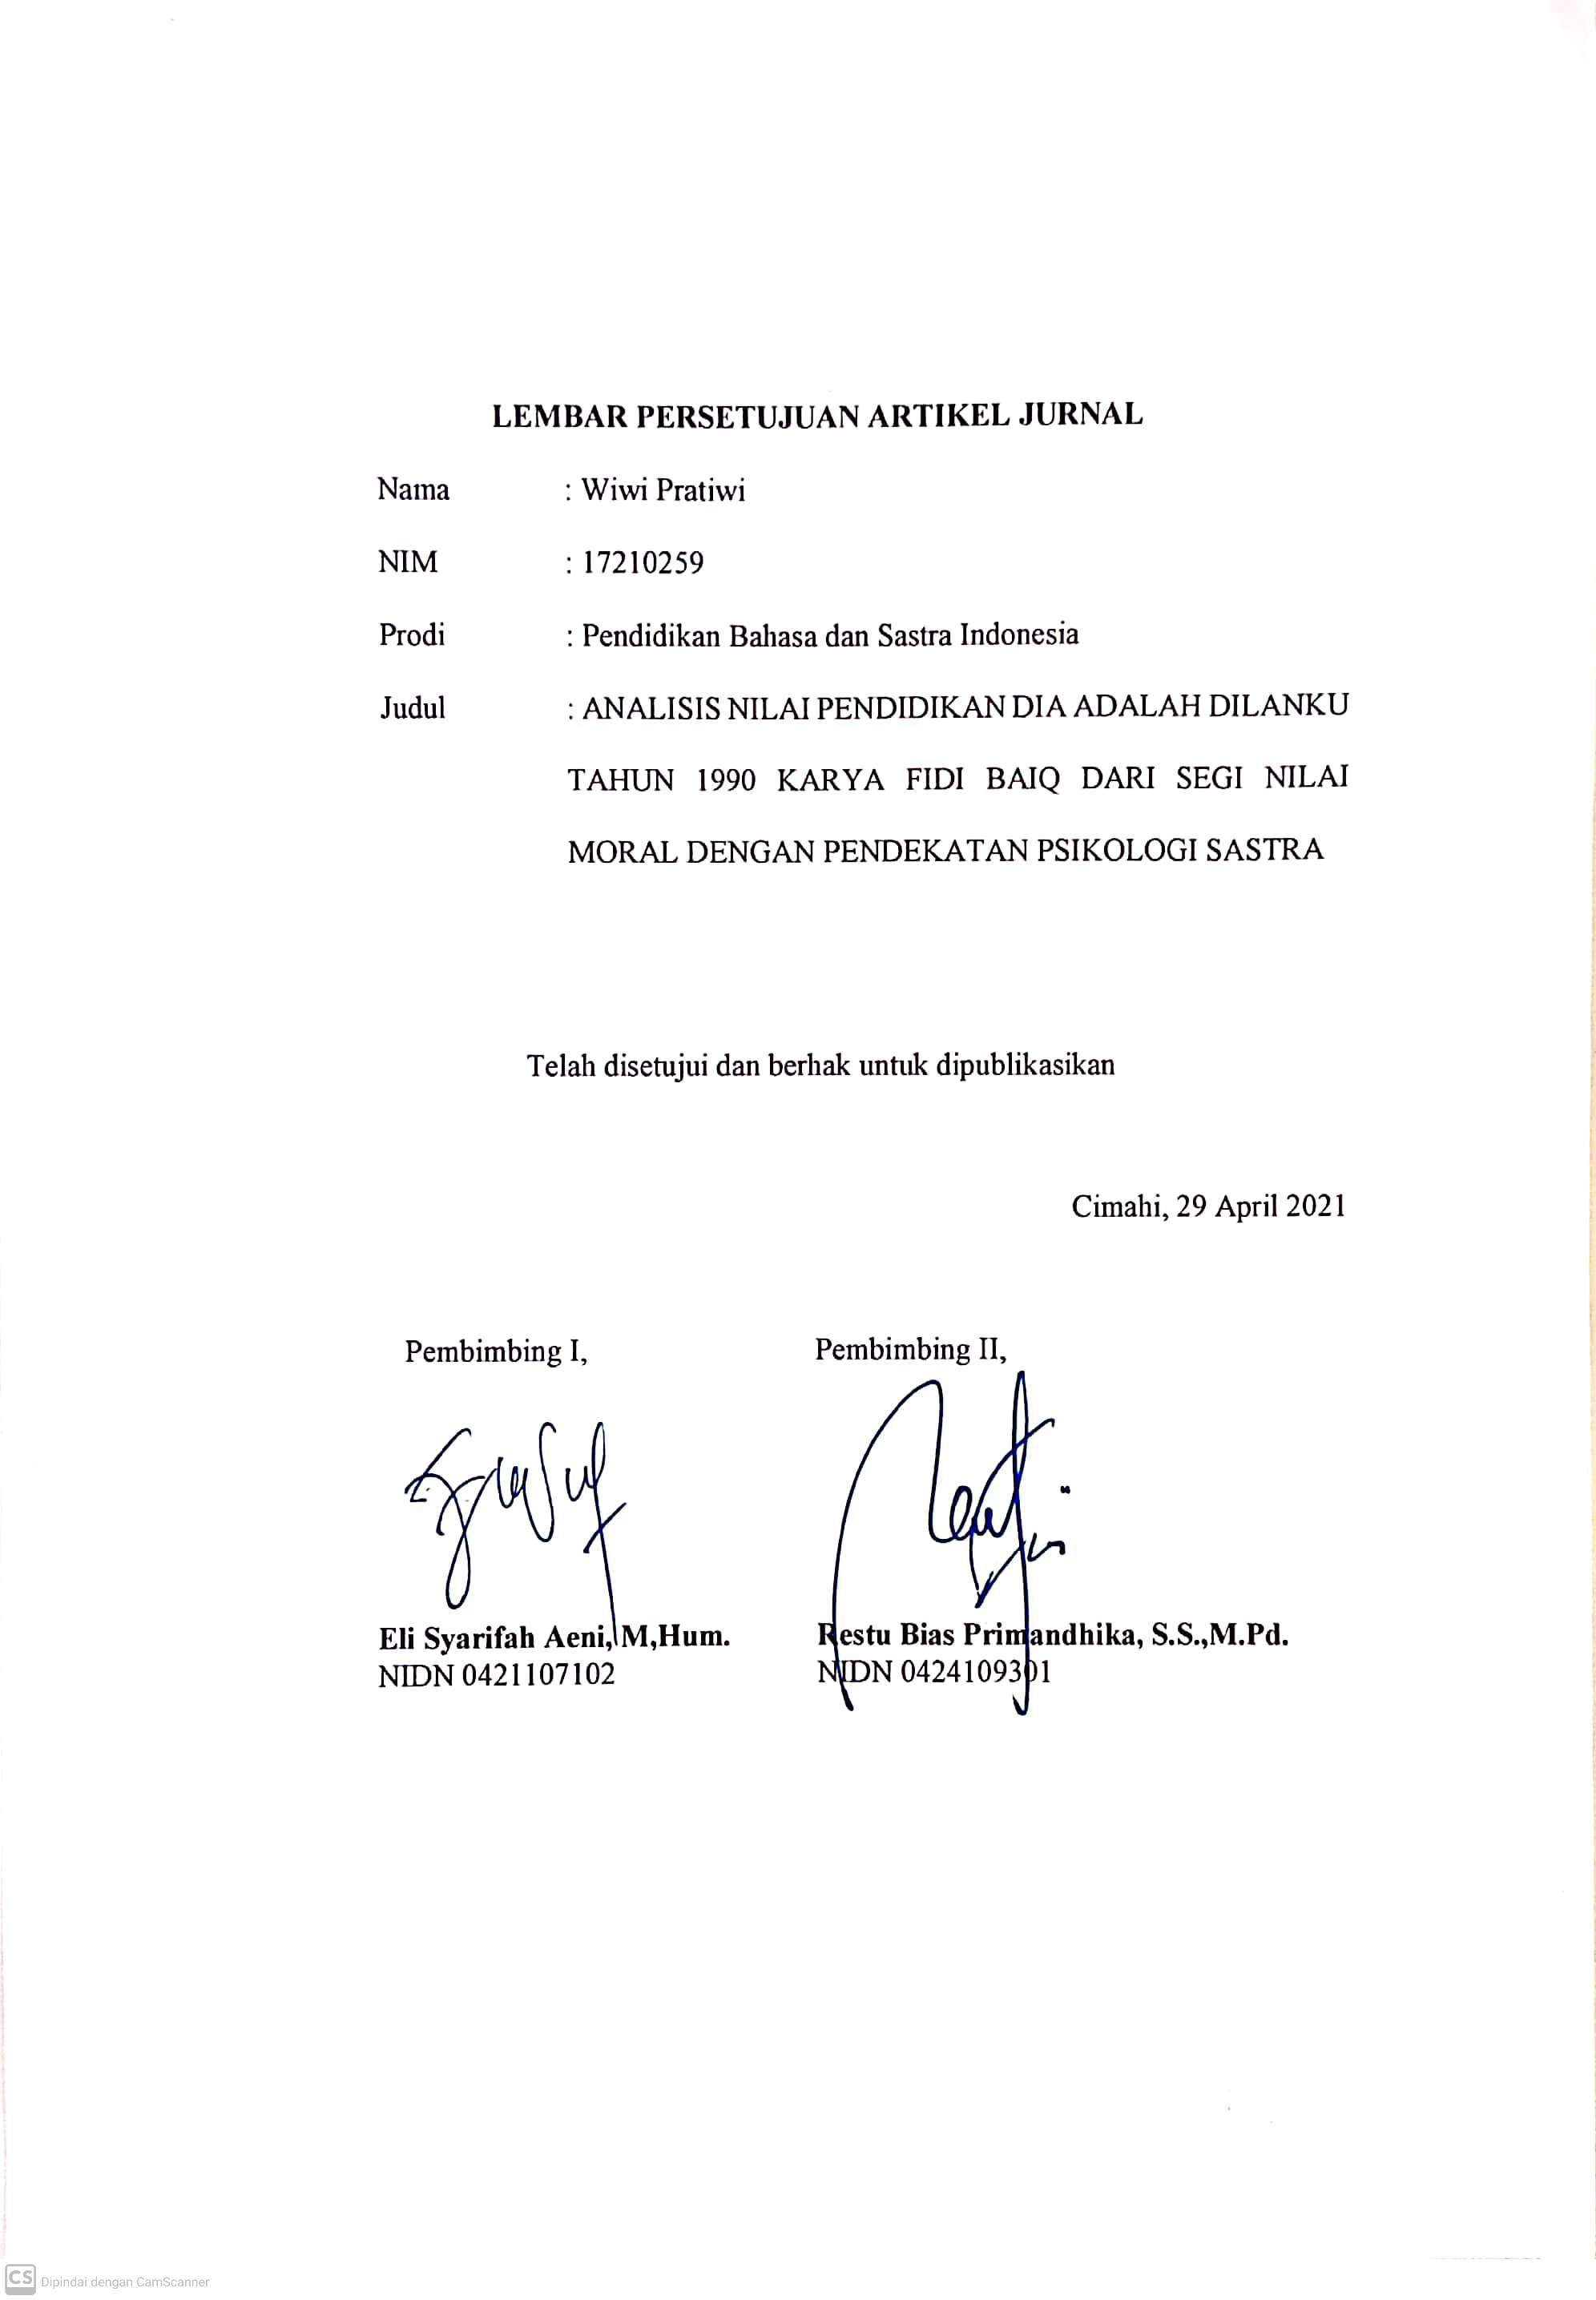 LEMBAR PERSETUJUAN ARTIKEL JURNAL
Nama : Wiwi Pratiwi
NIM : 17210259
Prodi : Pendidikan Bahasa dan Sastra Indonesia
Judul : ANALISIS NILAI PENDIDIKAN DIA ADALAH DILANKU
TAHUN 1990 KARYA FIDI BAIQ DARI SEGI NILAI
MORAL DENGAN PENDEKATAN PSIKOLOGI SASTRA
Telah disetujui dan berhak untuk dipublikasikan
Cimahi, 29 April 2021
Pembimbing I, Pembimbing II,
Eli Syarifah Aeni, M,Hum. Restu Bias Primandhika, S.S.,M.Pd.
NIDN 0421107102 NIDN 0424109301
CS Dipindai dengan CamScanner